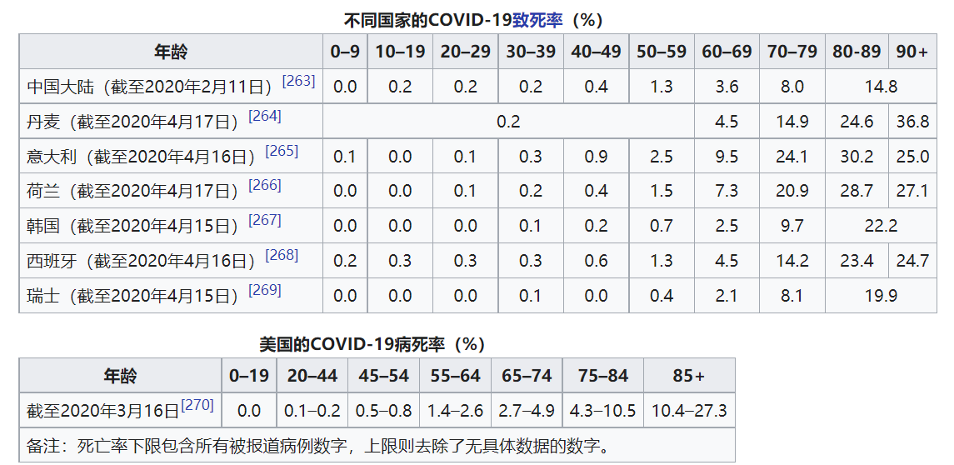 不同国家的COVID-19致死率（%）
年龄 0–9 10–19 20–29 30–39 40–49 50–59 60–69 70–79 80-89 90+
中国大陆（截至2020年2月11日）[263] 0.0 0.2 0.2 0.2 0.4 1.3 3.6 8.0 14.8
丹麦（截至2020年4月17日）[264] 0.2 4.5 14.9 24.6 36.8
意大利（截至2020年4月16日）[265] 0.1 0.0 0.1 0.3 0.9 2.5 9.5 24.1 30.2 25.0
荷兰（截至2020年4月17日）[266] 0.0 0.0 0.1 0.2 0.4 1.5 7.3 20.9 28.7 27.1
韩国（截至2020年4月15日）[267] 0.0 0.0 0.0 0.1 0.2 0.7 2.5 9.7 22.2
西班牙（截至2020年4月16日）[268] 0.2 0.3 0.3 0.3 0.6 1.3 4.5 14.2 23.4 24.7
瑞士（截至2020年4月15日）[269] 0.0 0.0 0.0 0.1 0.0 0.4 2.1 8.1 19.9
美国的COVID-19病死率（%）
年龄 0–19 20–44 45–54 55–64 65–74 75–84 85+
截至2020年3月16日[270] 0.0 0.1–0.2 0.5–0.8 1.4–2.6 2.7–4.9 4.3–10.5 10.4–27.3
备注：死亡率下限包含所有被报道病例数字，上限则去除了无具体数据的数字。